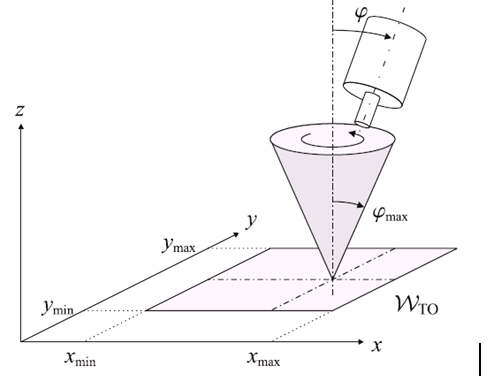 φ
z
y
φmax
ymax
ymin
𝒲TO
x
xmin
xmax